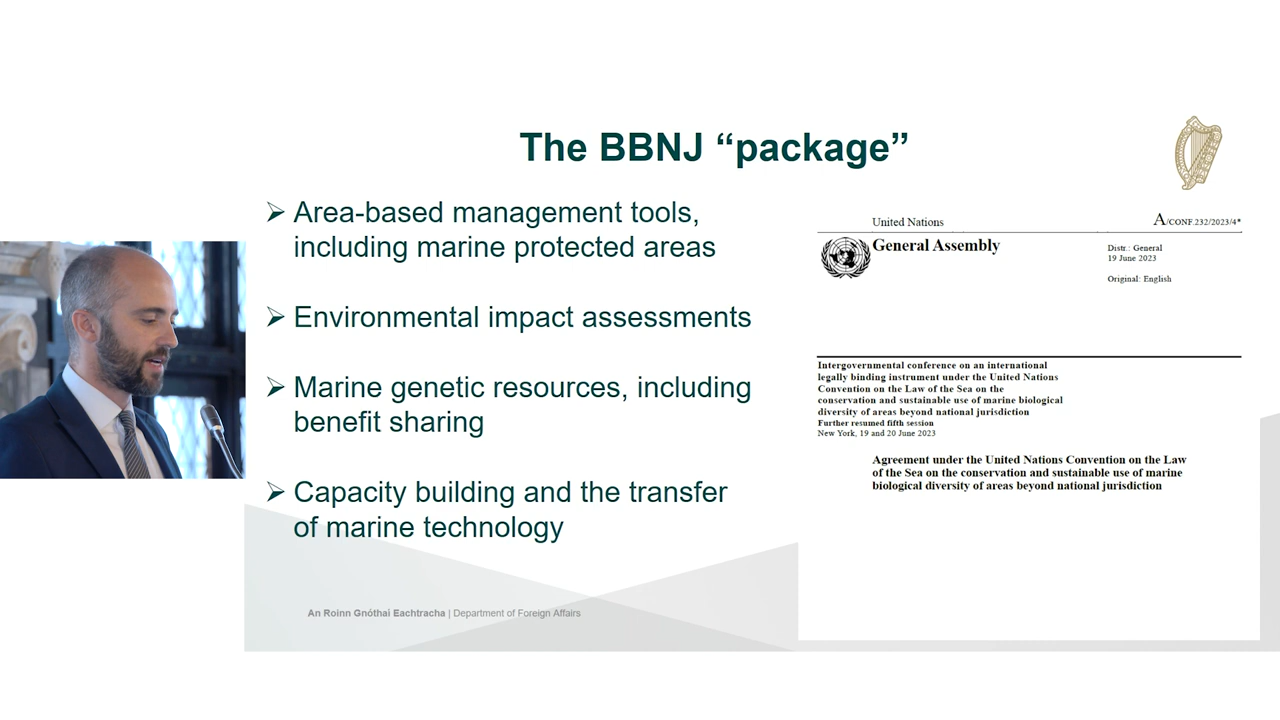 The BBNJ “package”
➢ Area-based management tools,
including marine protected areas
➢ Environmental impact assessments
➢ Marine genetic resources, including
benefit sharing
➢ Capacity building and the transfer
of marine technology
An Roinn Gnóthaí Eachtracha | Department of Foreign Affairs
United Nations
A/CONF.232/2023/4*
General Assembly
Distr.: General
19 June 2023
Original: English
Intergovernmental conference on an international
legally binding instrument under the United Nations
Convention on the Law of the Sea on the
conservation and sustainable use of marine biological
diversity of areas beyond national jurisdiction
Further resumed fifth session
New York, 19 and 20 June 2023
Agreement under the United Nations Convention on the Law
of the Sea on the conservation and sustainable use of marine
biological diversity of areas beyond national jurisdiction